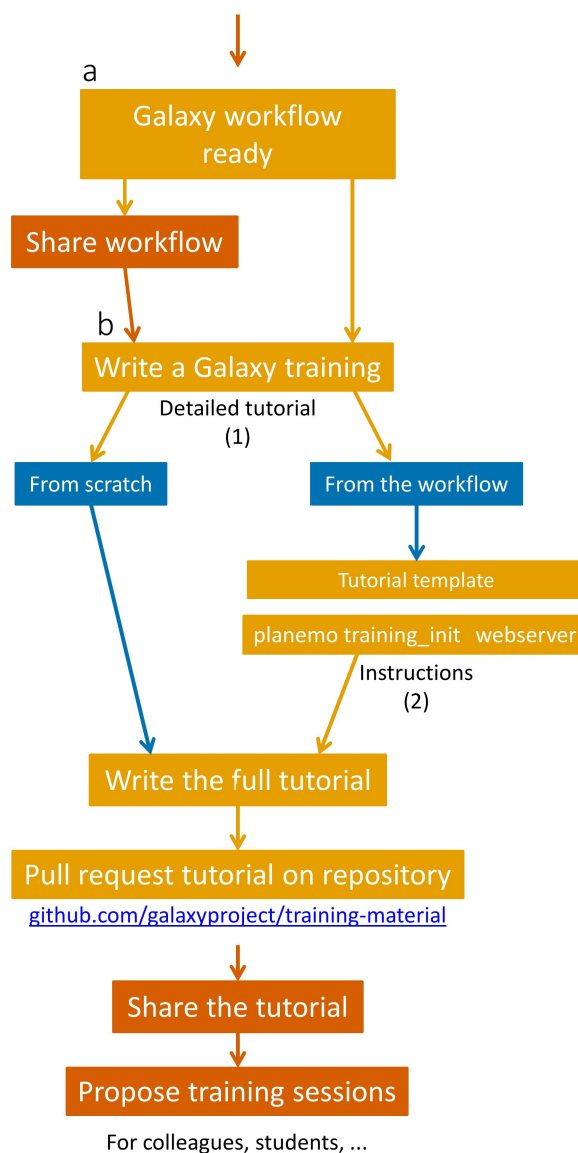 a
Galaxy workflow
ready
Share workflow
b
Write a Galaxy training
Detailed tutorial
(1)
From scratch
From the workflow
Tutorial template
planemo training_init webserver
Instructions
(2)
Write the full tutorial
Pull request tutorial on repository
github.com/galaxyproject/training-material
Share the tutorial
Propose training sessions
For colleagues, students, ...